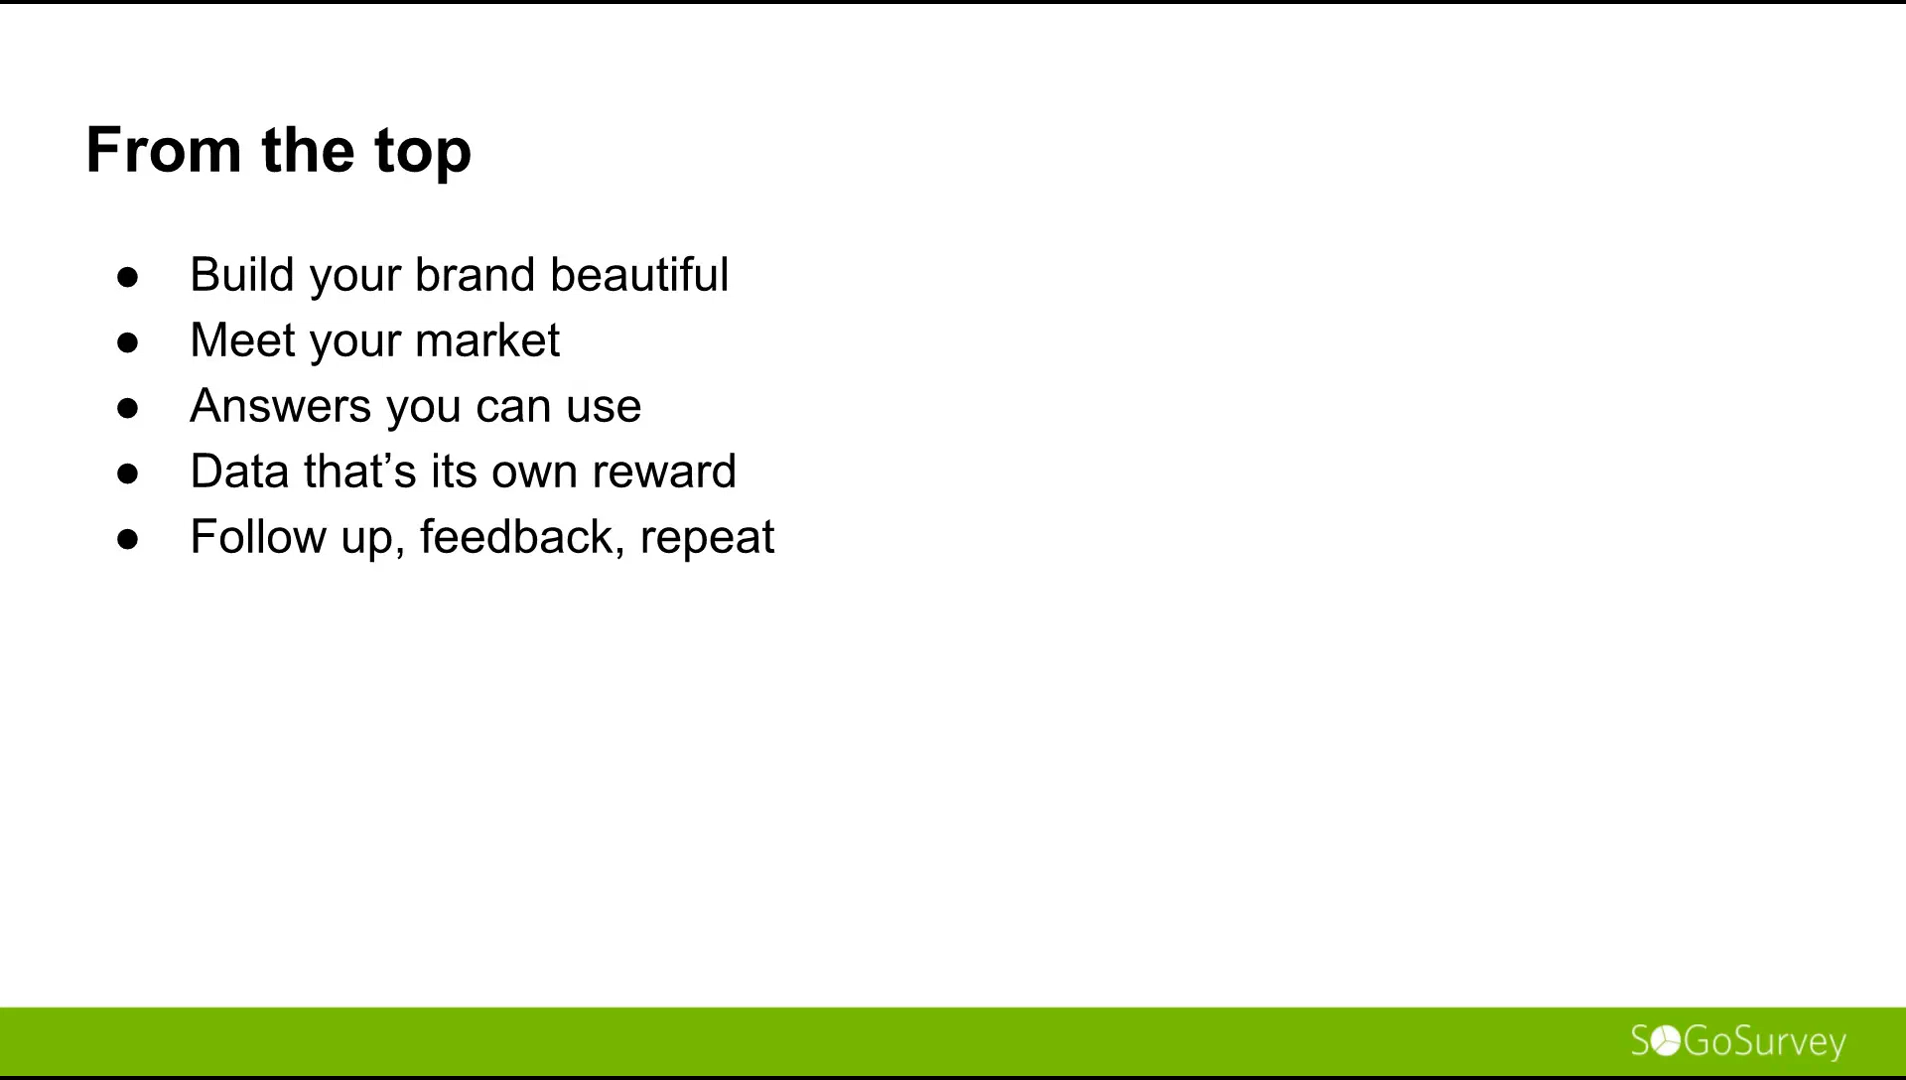 From the top
● Build your brand beautiful
● Meet your market
● Answers you can use
● Data that’s its own reward
● Follow up, feedback, repeat
SoGoSurvey